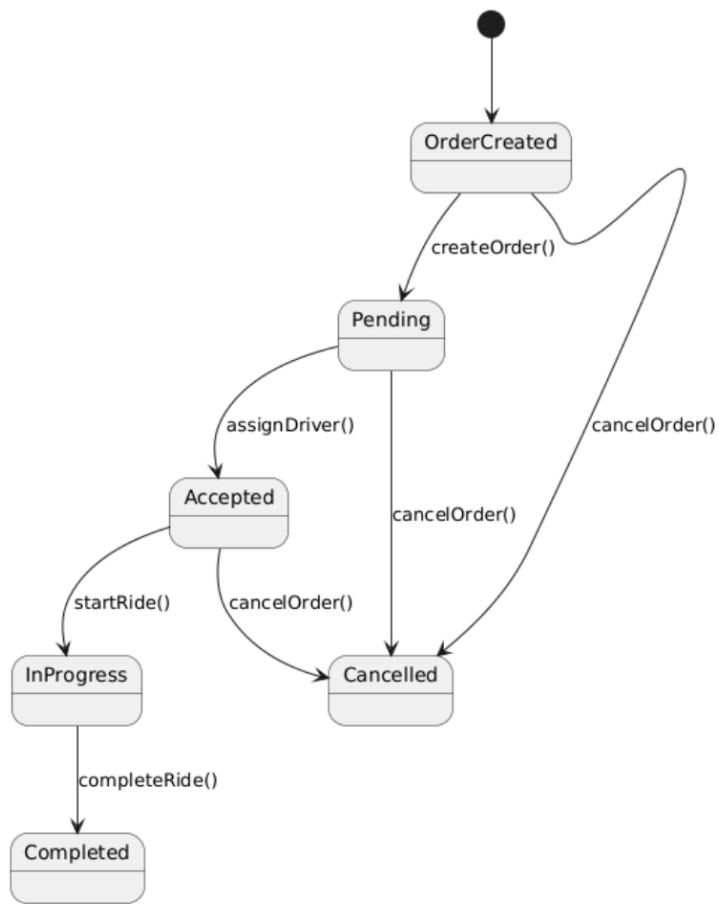 OrderCreated
createOrder()
Pending
assignDriver()
cancelOrder()
Accepted
cancelOrder()
startRide()
cancelOrder()
InProgress
Cancelled
completeRide()
Completed